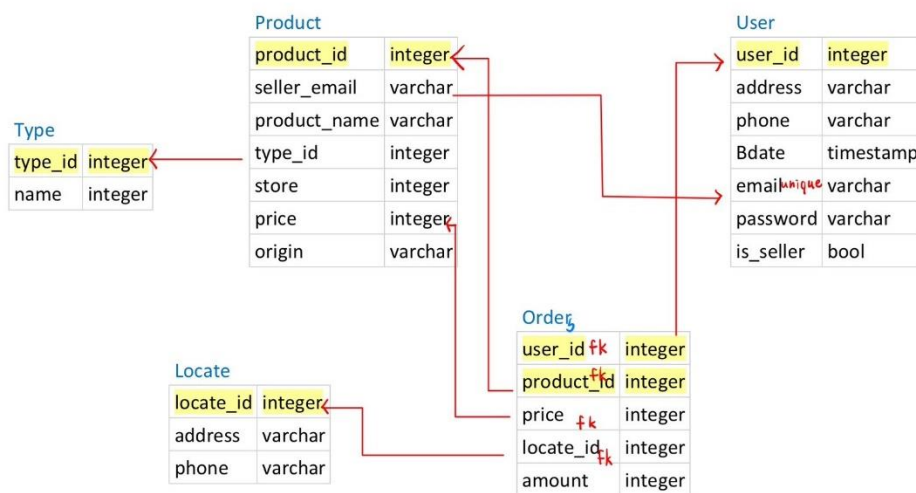 Product
product_id integer
seller_email varchar
product_name varchar
type_id integer
store integer
price integer
origin varchar
User
user_id integer
address varchar
phone varchar
Bdate timestamp
email unique varchar
password varchar
is_seller bool
Type
type_id integer
name integer
Orders
user_id fk integer
product_id fk integer
price fk integer
locate_id fk integer
amount integer
Locate
locate_id integer
address varchar
phone varchar